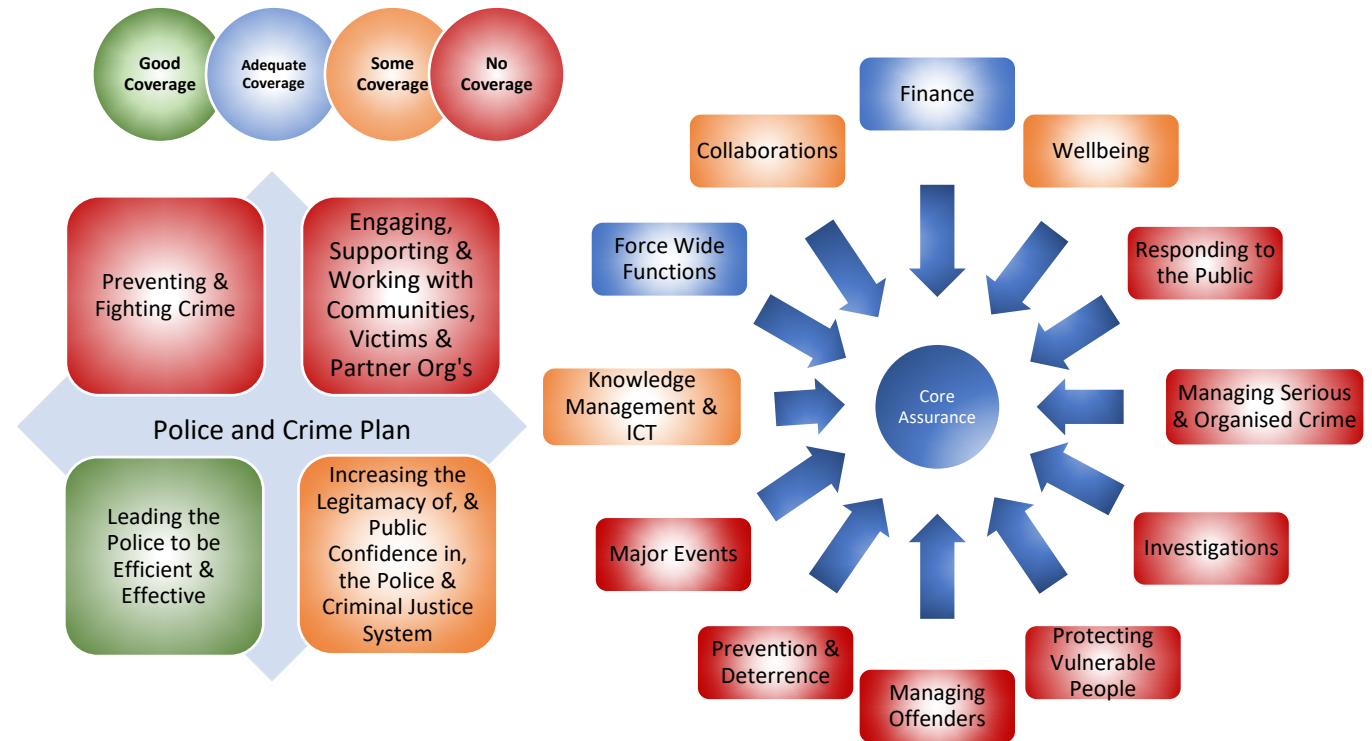 Good
Coverage
Adequate
Coverage
Some
Coverage
No
Coverage
Preventing &
Fighting Crime
Engaging,
Supporting &
Working with
Communities,
Victims &
Partner Org's
Police and Crime Plan
Leading the
Police to be
Efficient &
Effective
Increasing the
Legitamacy of, &
Public
Confidence in,
the Police &
Criminal Justice
System
Finance
Wellbeing
Responding to
the Public
Managing Serious
& Organised Crime
Investigations
Protecting
Vulnerable
People
Managing
Offenders
Prevention &
Deterrence
Major Events
Knowledge
Management &
ICT
Force Wide
Functions
Collaborations
Core
Assurance